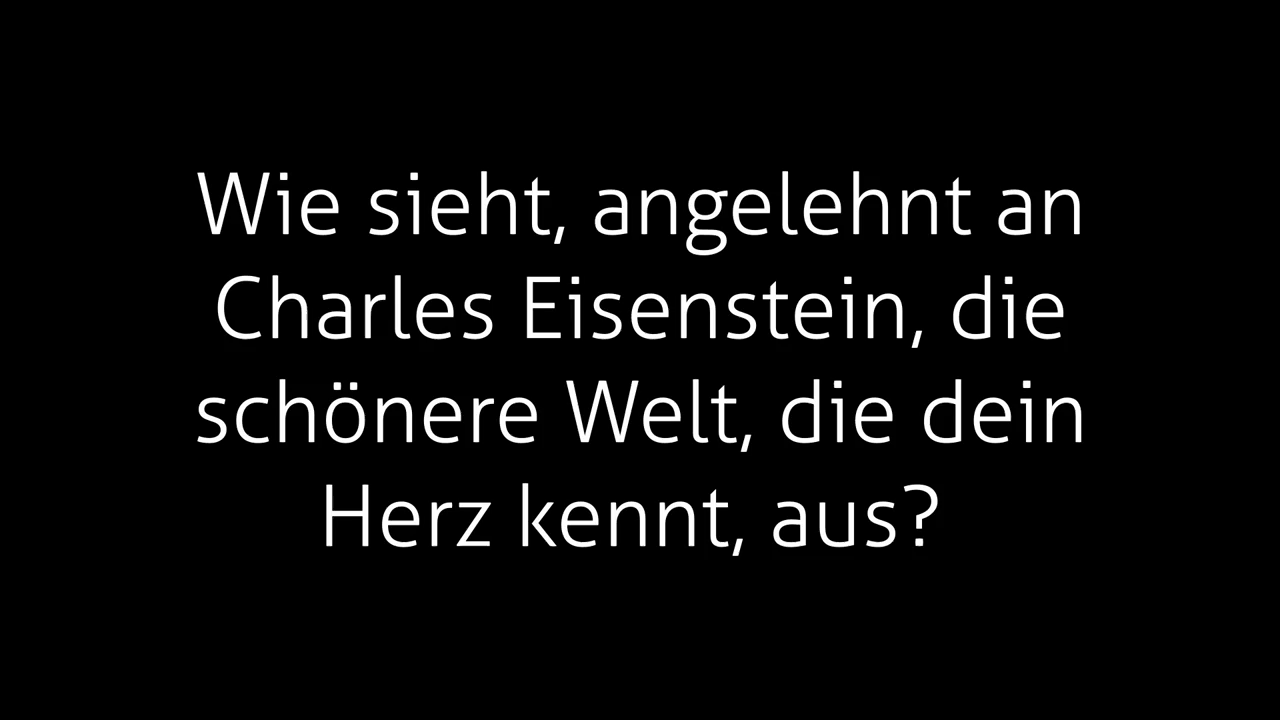 Wie sieht, angelehnt an
Charles Eisenstein, die
schönere Welt, die dein
Herz kennt, aus?